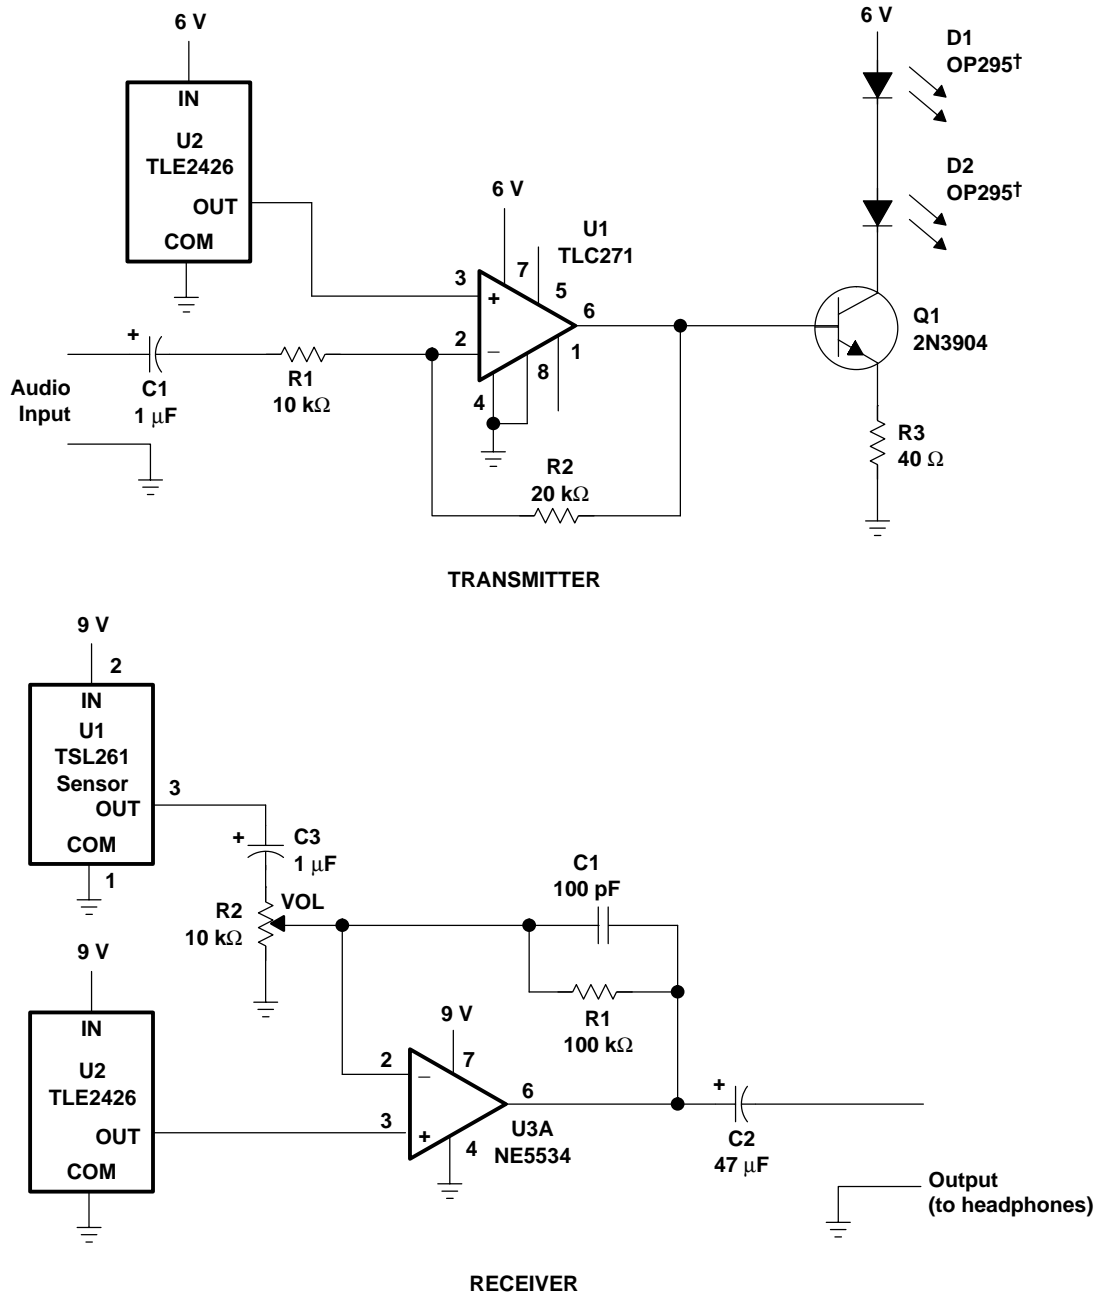 6 V
IN
U2
TLE2426
OUT
COM
Audio
Input
+
C1
1 μF
R1
10 kΩ
6 V
U1
TLC271
3
+
2
–
7
5
6
1
8
4
R2
20 kΩ
6 V
D1
OP295†
D2
OP295†
Q1
2N3904
R3
40 Ω
TRANSMITTER
9 V
2
IN
U1
TSL261
Sensor
OUT
3
COM
1
+
C3
1 μF
R2
10 kΩ
VOL
C1
100 pF
R1
100 kΩ
9 V
IN
U2
TLE2426
OUT
COM
9 V
7
2
–
3
+
4
6
U3A
NE5534
+
C2
47 μF
Output
(to headphones)
RECEIVER